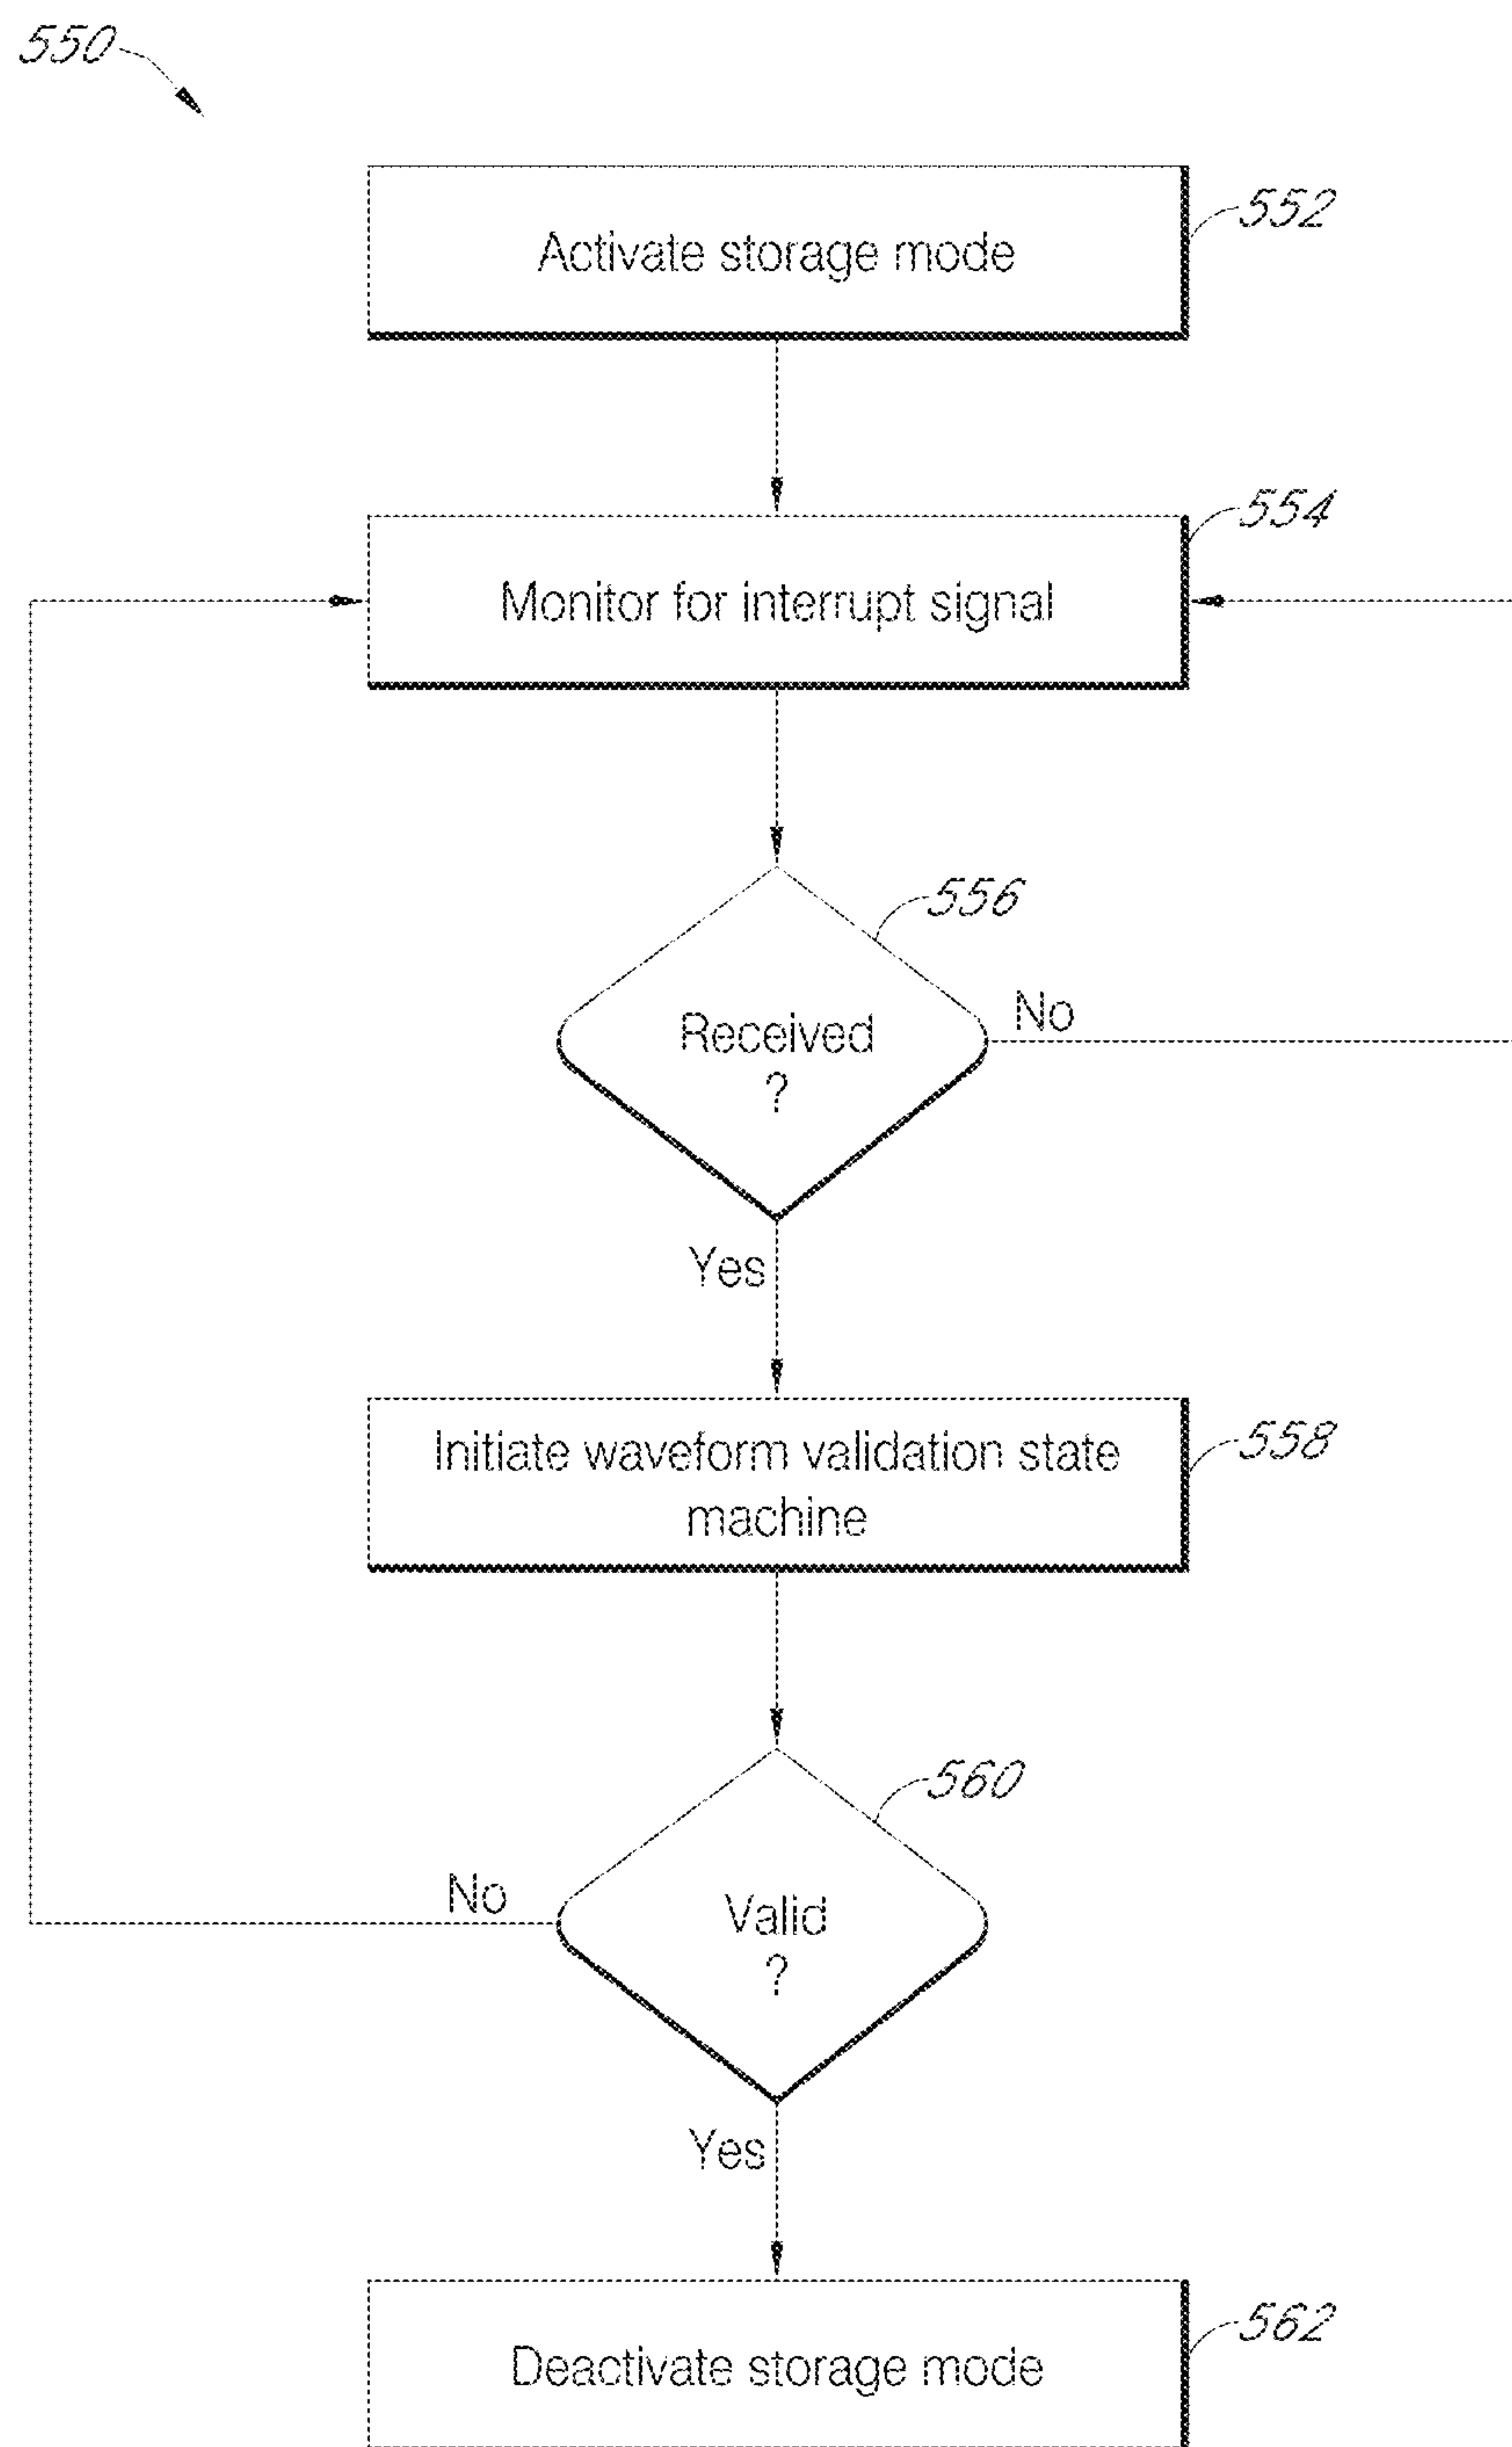 550
Activate storage mode
552
Monitor for interrupt signal
554
556
Received
?
No
Yes
Initiate waveform validation state
machine
558
560
No
Valid
?
Yes
Deactivate storage mode
562